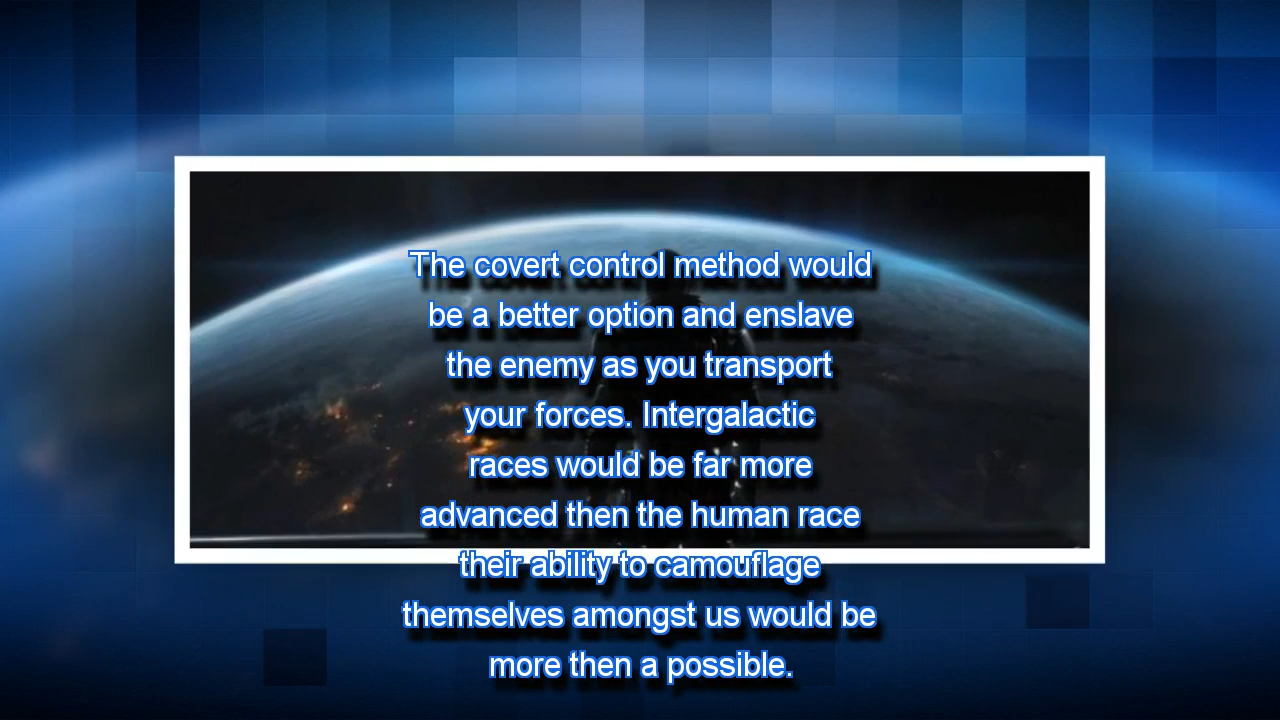 The covert control method would
be a better option and enslave
the enemy as you transport
your forces. Intergalactic
races would be far more
advanced then the human race
their ability to camouflage
themselves amongst us would be
more then a possible.